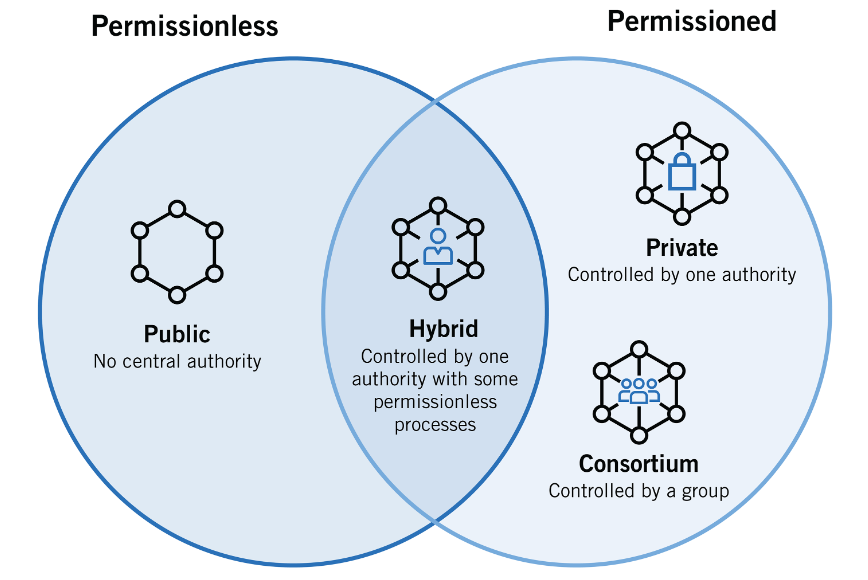 Permissionless
Permissioned
Public
No central authority
Hybrid
Controlled by one
authority with some
permissionless
processes
Private
Controlled by one authority
Consortium
Controlled by a group